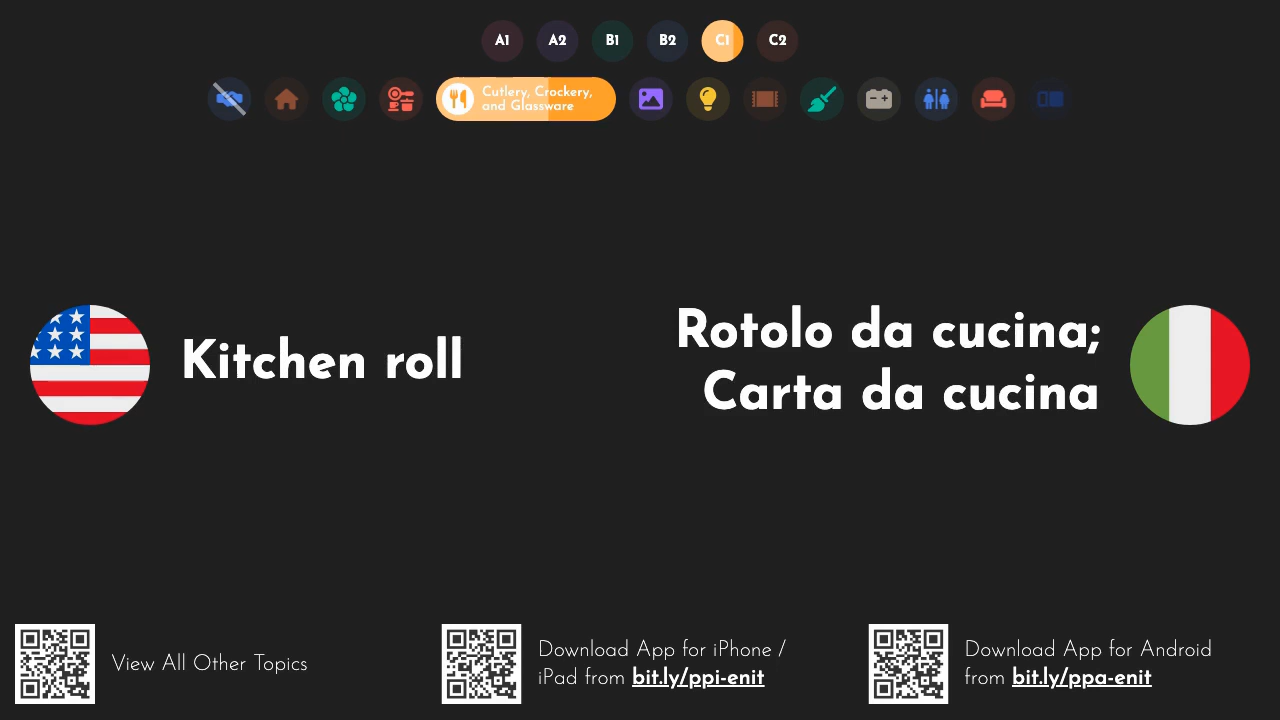 A1 A2 B1 B2 C1 C2
Cutlery, Crockery,
and Glassware
Kitchen roll
Rotolo da cucina;
Carta da cucina
View All Other Topics
Download App for iPhone /
iPad from bit.ly/ppi-enit
Download App for Android
from bit.ly/ppa-enit